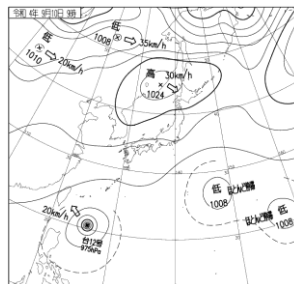 令和 4年 9月10日 9時
低
1010
20km/h
低
1008
35km/h
高
1024
30km/h
20km/h
台12号
975hPa
低
1008
ほとんど停滞
低
1008
ほとんど停滞